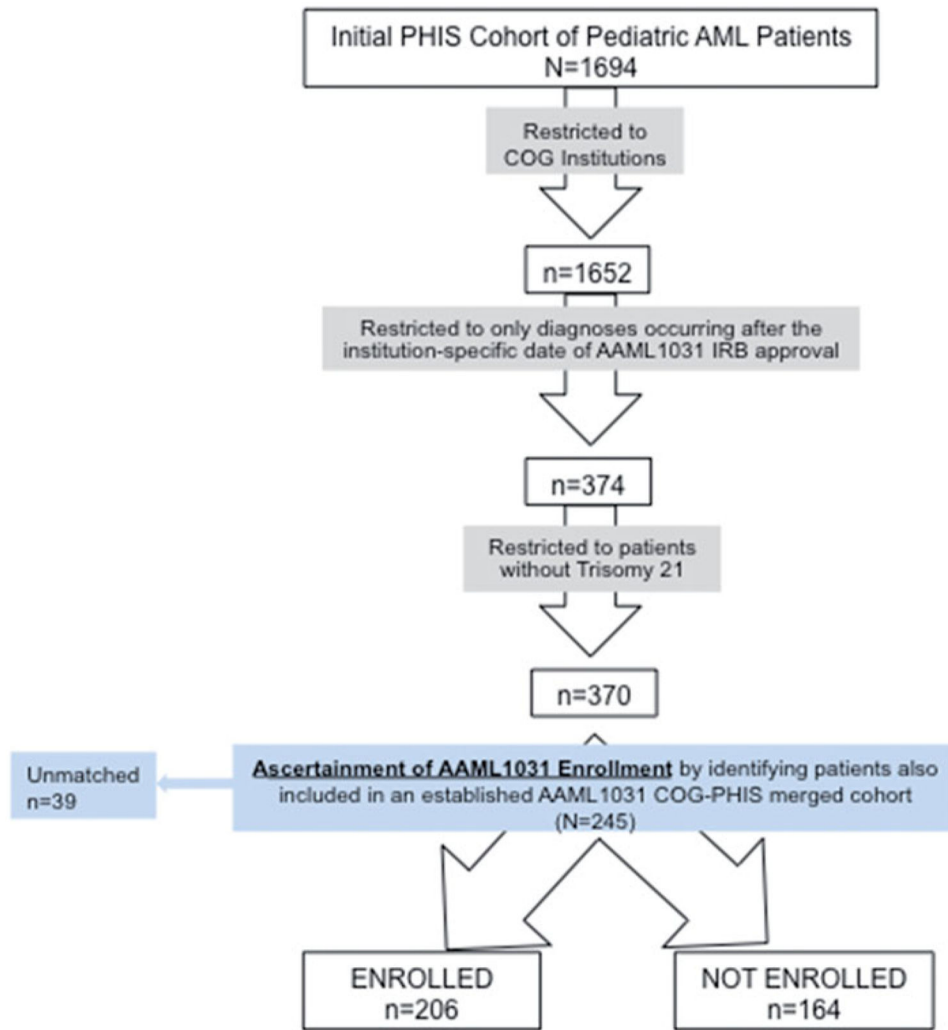 Initial PHIS Cohort of Pediatric AML Patients
N=1694
Restricted to
COG Institutions
n=1652
Restricted to only diagnoses occurring after the
institution-specific date of AAML1031 IRB approval
n=374
Restricted to patients
without Trisomy 21
n=370
Unmatched
n=39
Ascertainment of AAML1031 Enrollment by identifying patients also
included in an established AAML1031 COG-PHIS merged cohort
(N=245)
ENROLLED
n=206
NOT ENROLLED
n=164